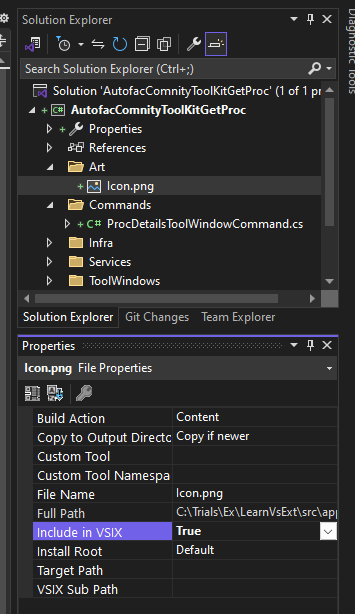 Solution Explorer
Search Solution Explorer (Ctrl+;)
Solution 'AutofacComnityToolKitGetProc' (1 of 1 pr
AutofacComnityToolKitGetProc
Properties
References
Art
Icon.png
Commands
ProcDetailsToolWindowCommand.cs
Infra
Services
ToolWindows
Solution Explorer Git Changes Team Explorer
Properties
Icon.png File Properties
Build Action Content
Copy to Output Directo Copy if newer
Custom Tool
Custom Tool Namespa
File Name Icon.png
Full Path C:\Trials\Ex\LearnVsExt\src\app
Include in VSIX True
Install Root Default
Target Path
VSIX Sub Path
Diagnostic Tools